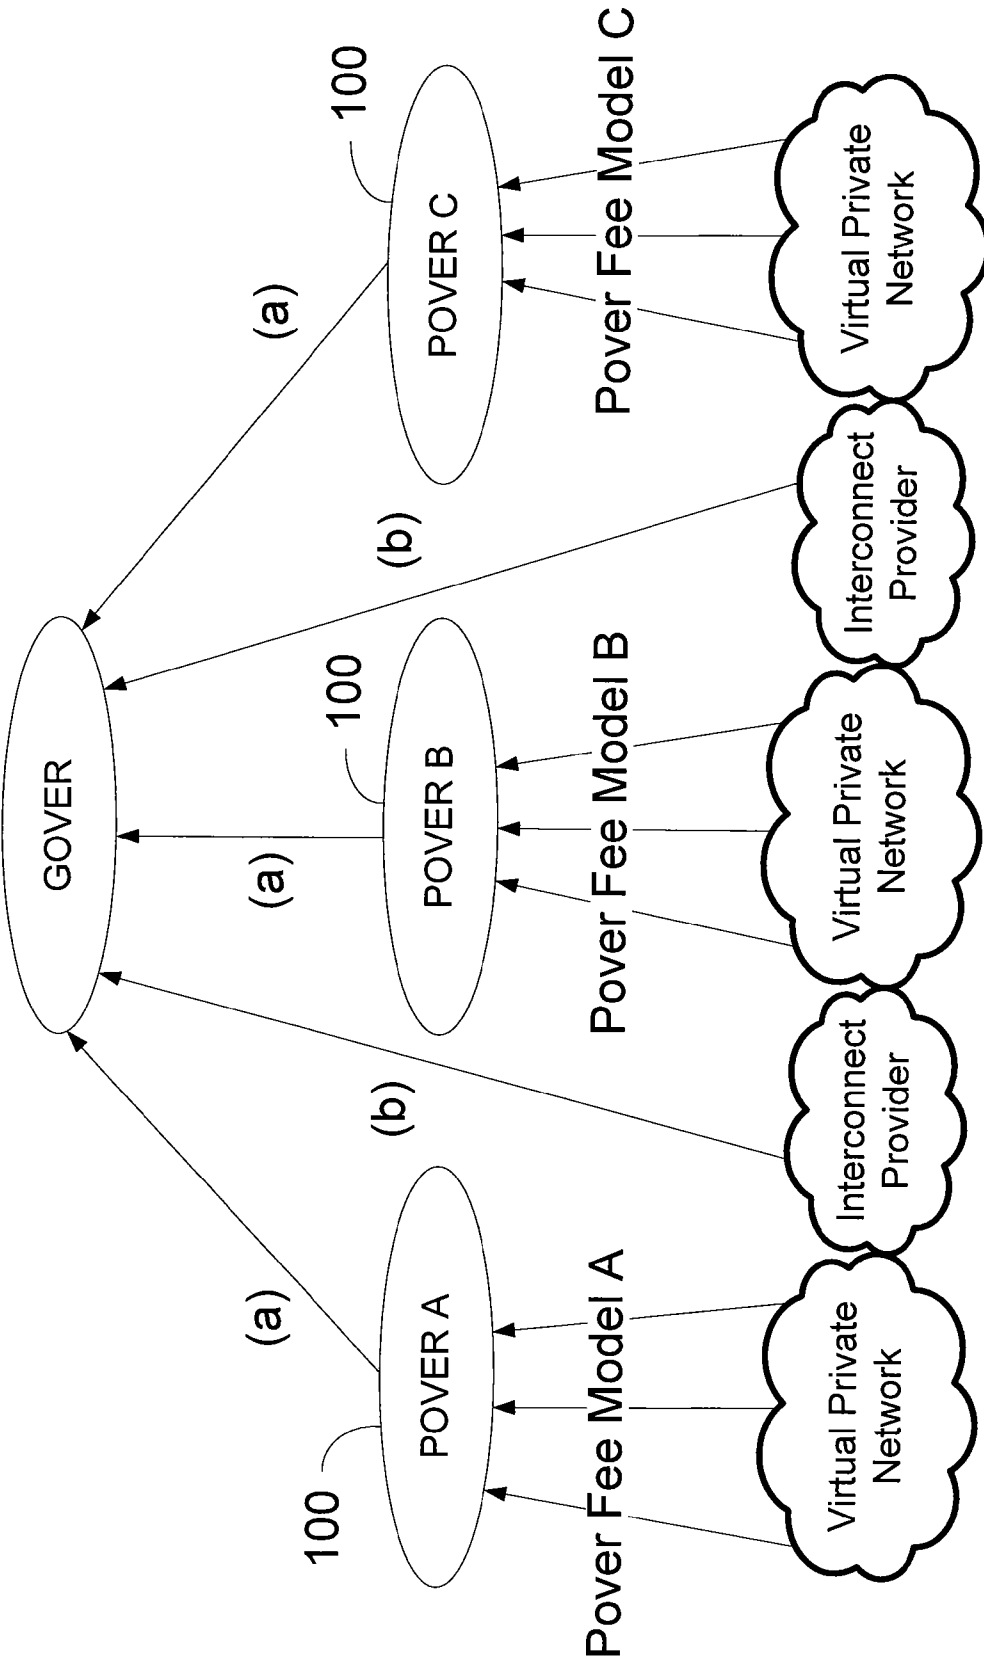 GOVER
(a)
(b)
(a)
(b)
(a)
100
POVER A
100
POVER B
100
POVER C
Pover Fee Model A
Pover Fee Model B
Pover Fee Model C
Virtual Private
Network
Interconnect
Provider
Virtual Private
Network
Interconnect
Provider
Virtual Private
Network